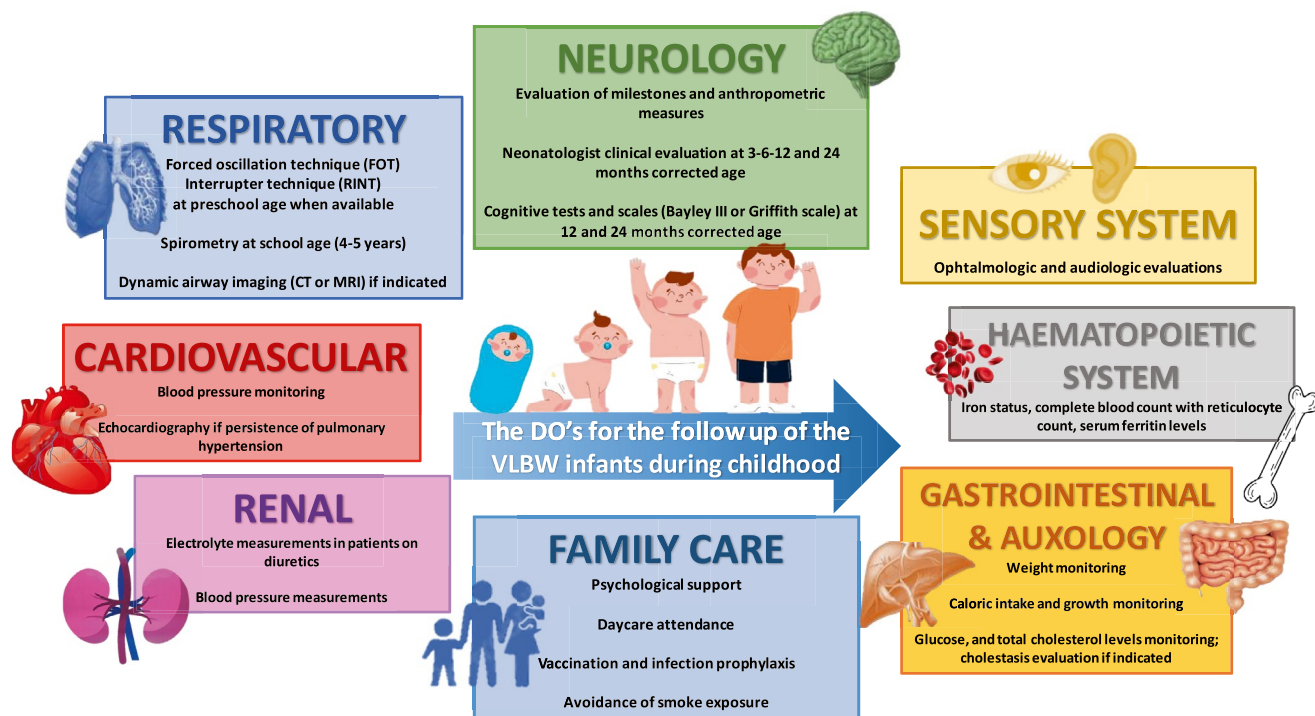 NEUROLOGY
Evaluation of milestones and anthropometric
measures
Neonatologist clinical evaluation at 3-6-12 and 24
months corrected age
Cognitive tests and scales (Bayley III or Griffith scale) at
12 and 24 months corrected age
RESPIRATORY
Forced oscillation technique (FOT)
Interrupter technique (RINT)
at preschool age when available
Spirometry at school age (4-5 years)
Dynamic airway imaging (CT or MRI) if indicated
SENSORY SYSTEM
Ophtalmologic and audiologic evaluations
CARDIOVASCULAR
Blood pressure monitoring
Echocardiography if persistence of pulmonary
hypertension
HAEMATOPOIETIC
SYSTEM
Iron status, complete blood count with reticulocyte
count, serum ferritin levels
The DO’s for the follow up of the
VLBW infants during childhood
RENAL
Electrolyte measurements in patients on
diuretics
Blood pressure measurements
FAMILY CARE
Psychological support
Daycare attendance
Vaccination and infection prophylaxis
Avoidance of smoke exposure
GASTROINTESTINAL
& AUXOLOGY
Weight monitoring
Caloric intake and growth monitoring
Glucose, and total cholesterol levels monitoring;
cholestasis evaluation if indicated